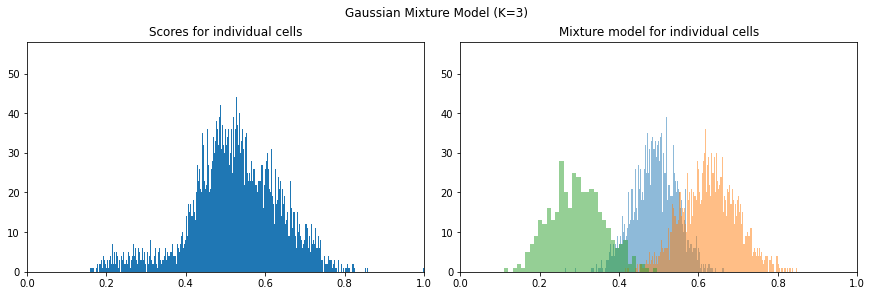 Gaussian Mixture Model (K=3)
Scores for individual cells
50
40
30
20
10
0
0.0 0.2 0.4 0.6 0.8 1.0
Mixture model for individual cells
50
40
30
20
10
0
0.0 0.2 0.4 0.6 0.8 1.0